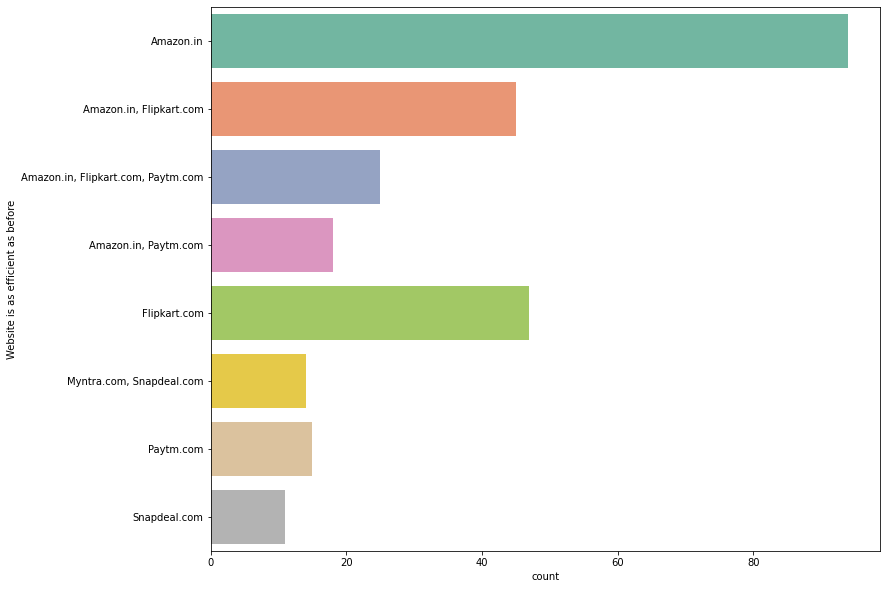 Website is as efficient as before
Amazon.in
Amazon.in, Flipkart.com
Amazon.in, Flipkart.com, Paytm.com
Amazon.in, Paytm.com
Flipkart.com
Myntra.com, Snapdeal.com
Paytm.com
Snapdeal.com
0 20 40 60 80
count